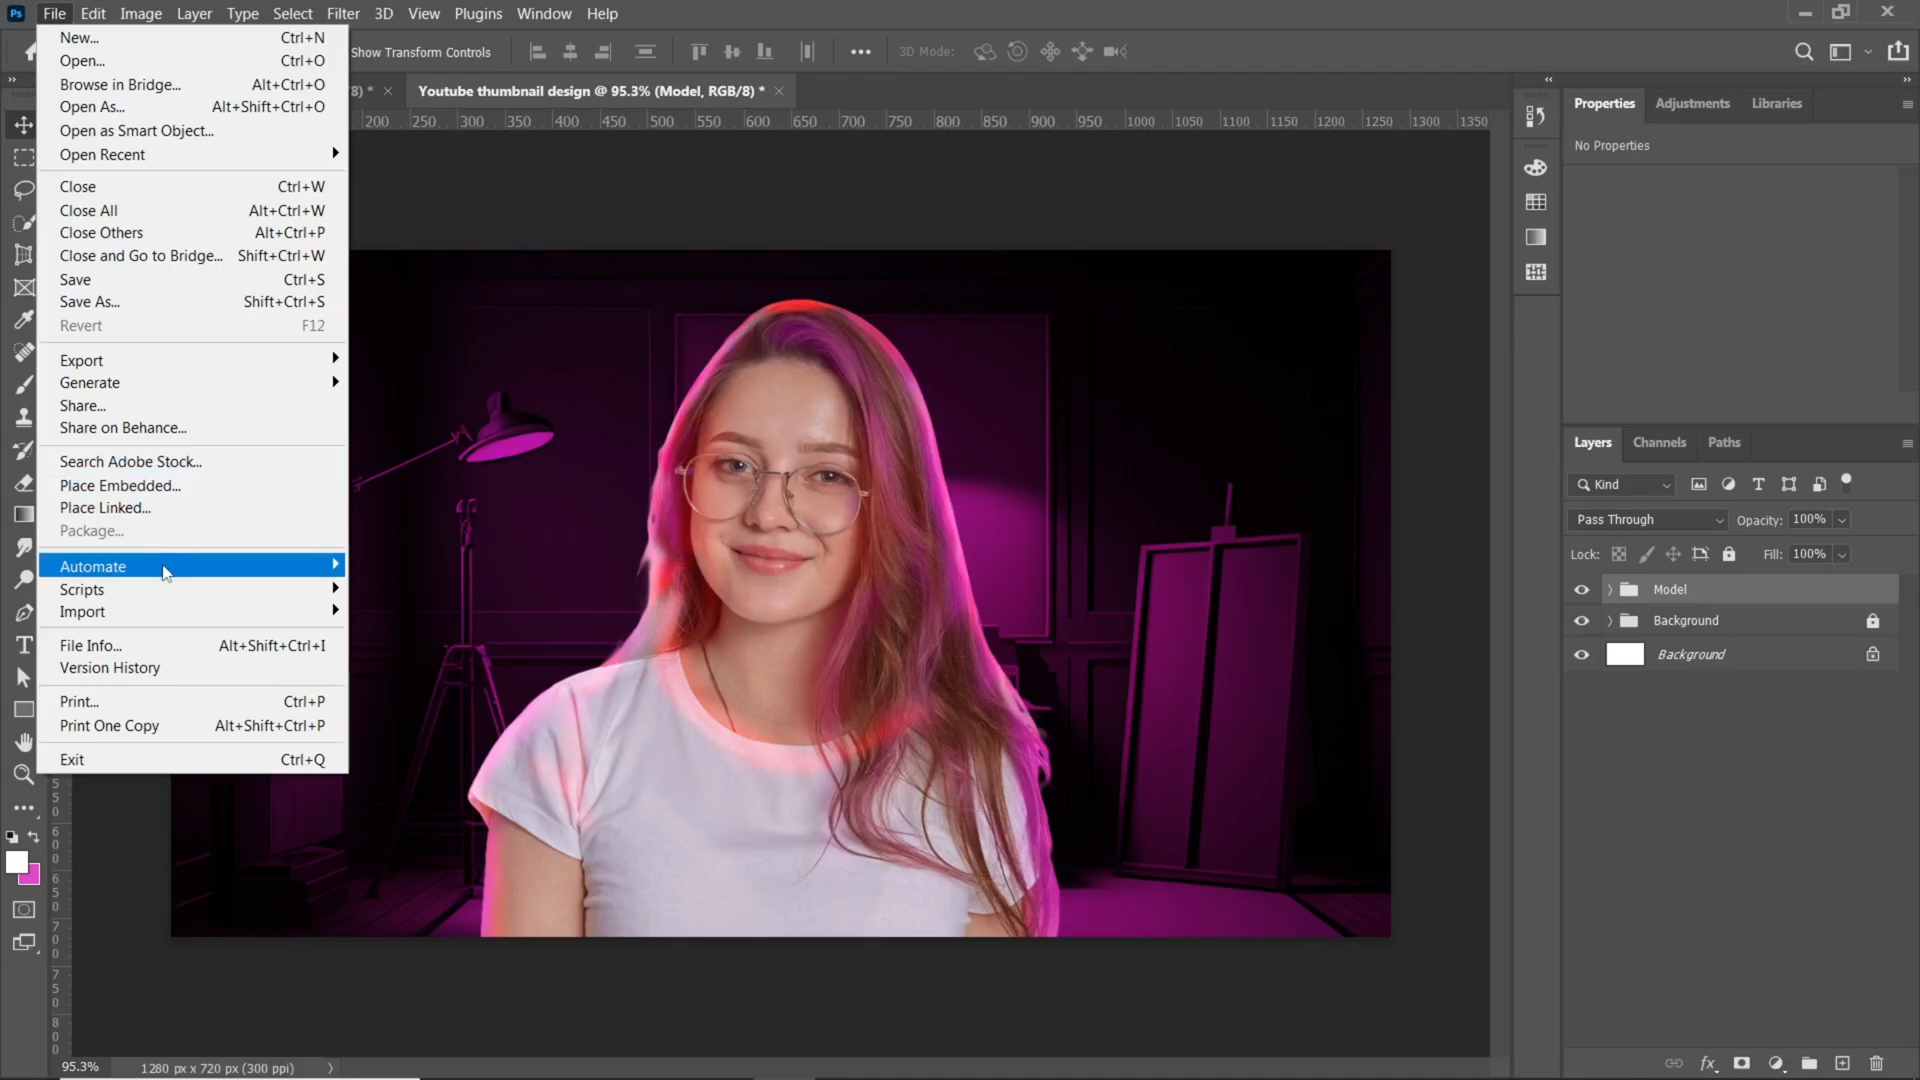 Ps File Edit Image Layer Type Select Filter 3D View Plugins Window Help
Show Transform Controls 3D Mode:
8) * × Youtube thumbnail design @ 95.3% (Model, RGB/8) * ×
200 250 300 350 400 450 500 550 600 650 700 750 800 850 900 950 1000 1050 1100 1150 1200 1250 1300 1350
New... Ctrl+N
Open... Ctrl+O
Browse in Bridge... Alt+Ctrl+O
Open As... Alt+Shift+Ctrl+O
Open as Smart Object...
Open Recent
Close Ctrl+W
Close All Alt+Ctrl+W
Close Others Alt+Ctrl+P
Close and Go to Bridge... Shift+Ctrl+W
Save Ctrl+S
Save As... Shift+Ctrl+S
Revert F12
Export
Generate
Share...
Share on Behance...
Search Adobe Stock...
Place Embedded...
Place Linked...
Package...
Automate
Scripts
Import
File Info... Alt+Shift+Ctrl+I
Version History
Print... Ctrl+P
Print One Copy Alt+Shift+Ctrl+P
Exit Ctrl+Q
550
600
650
700
750
800
Properties Adjustments Libraries
No Properties
Layers Channels Paths
Kind
Pass Through Opacity: 100%
Lock: Fill: 100%
Model
Background
Background
95.3% 1280 px x 720 px (300 ppi)